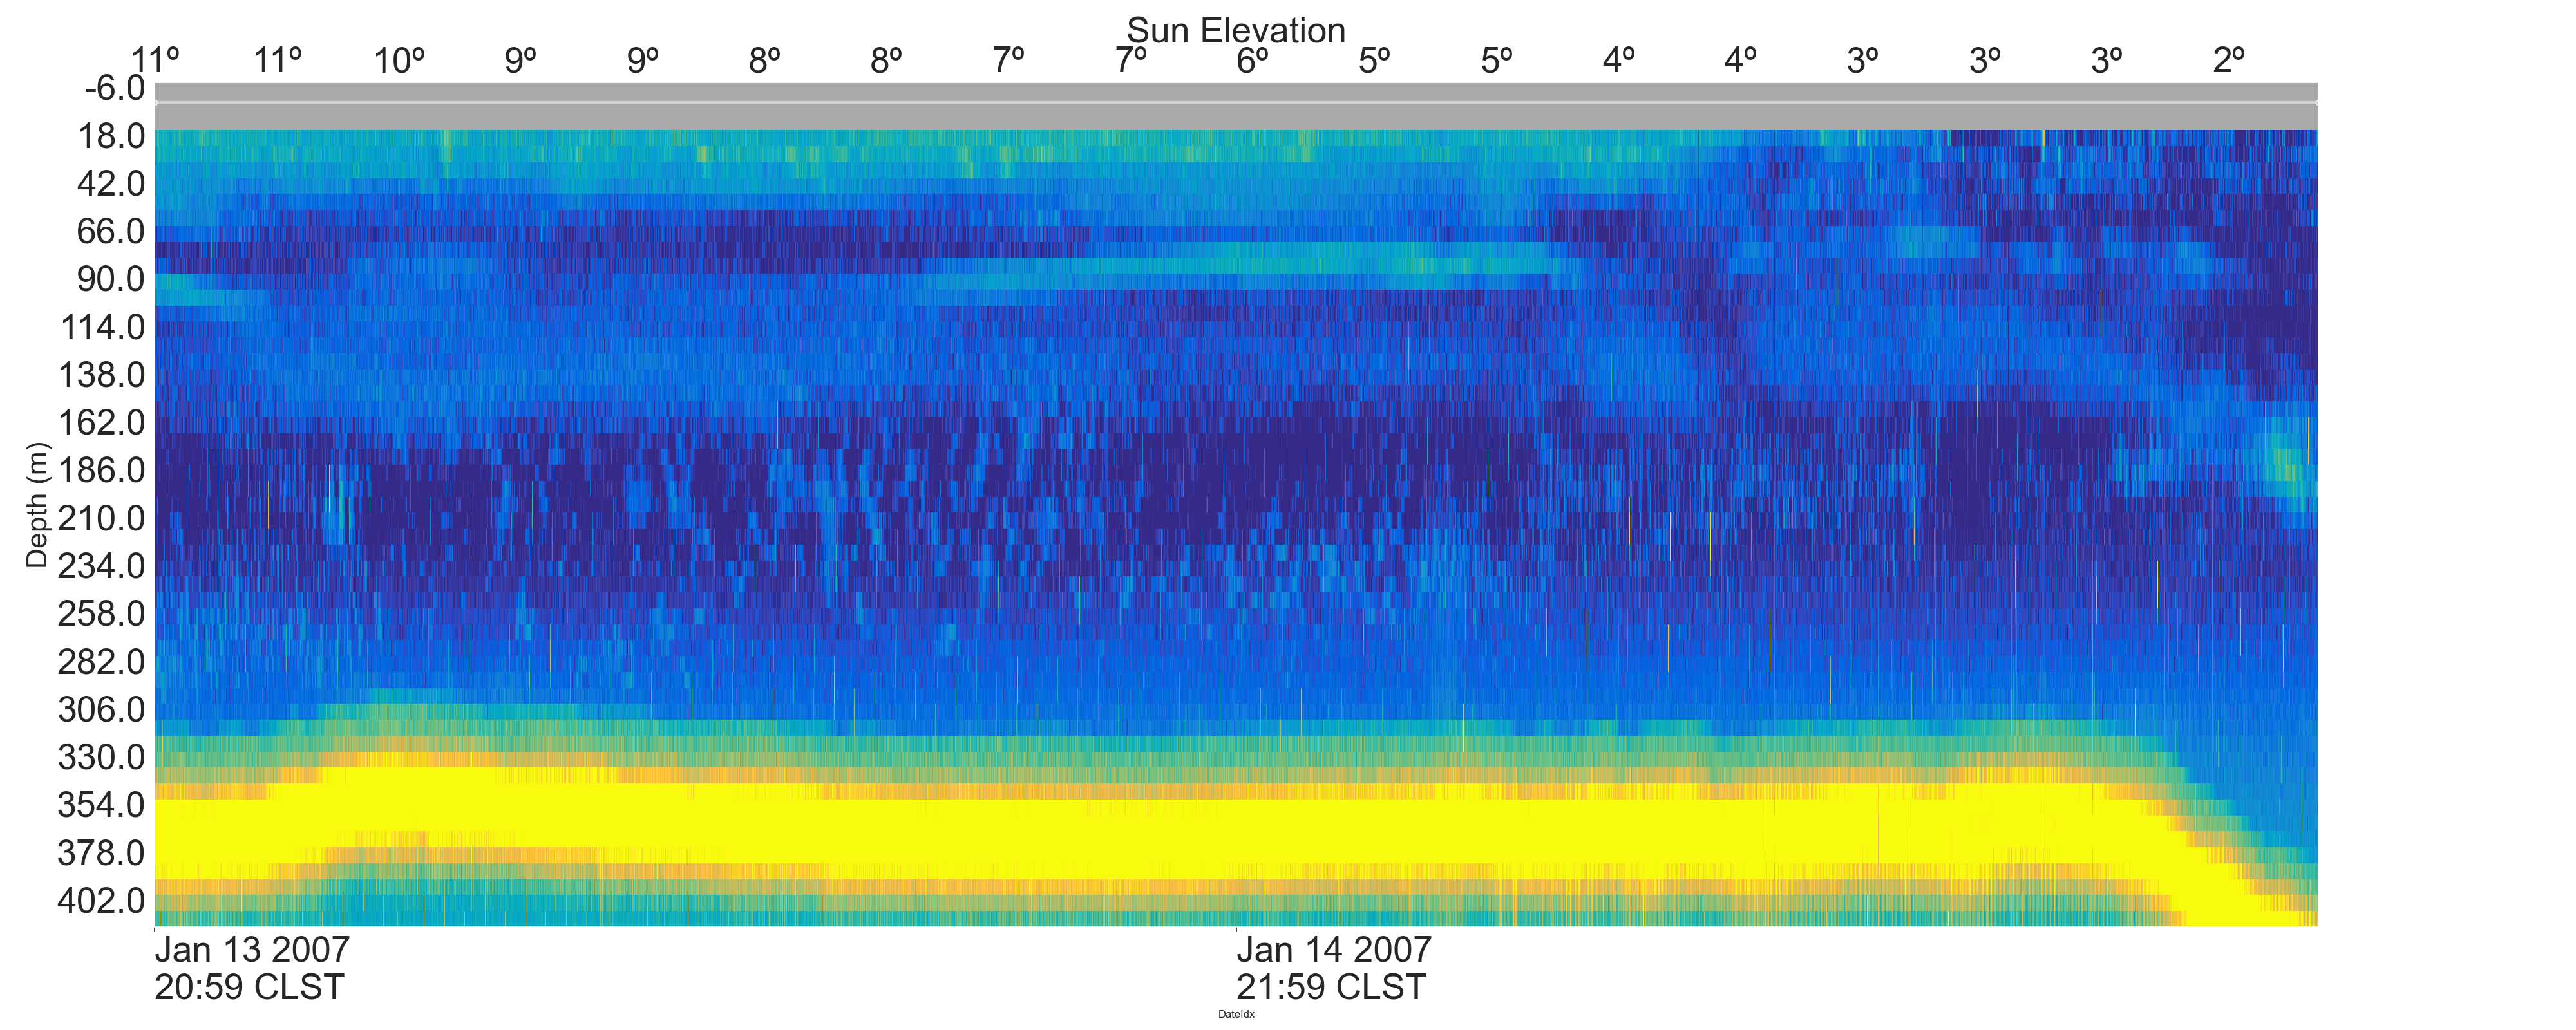 Sun Elevation
11º 11º 10º 9º 9º 8º 8º 7º 7º 6º 5º 5º 4º 4º 3º 3º 3º 2º
-6.0
18.0
42.0
66.0
90.0
114.0
138.0
162.0
186.0
210.0
234.0
258.0
282.0
306.0
330.0
354.0
378.0
402.0
Depth (m)
Jan 13 2007
20:59 CLST
Jan 14 2007
21:59 CLST
DateIdx